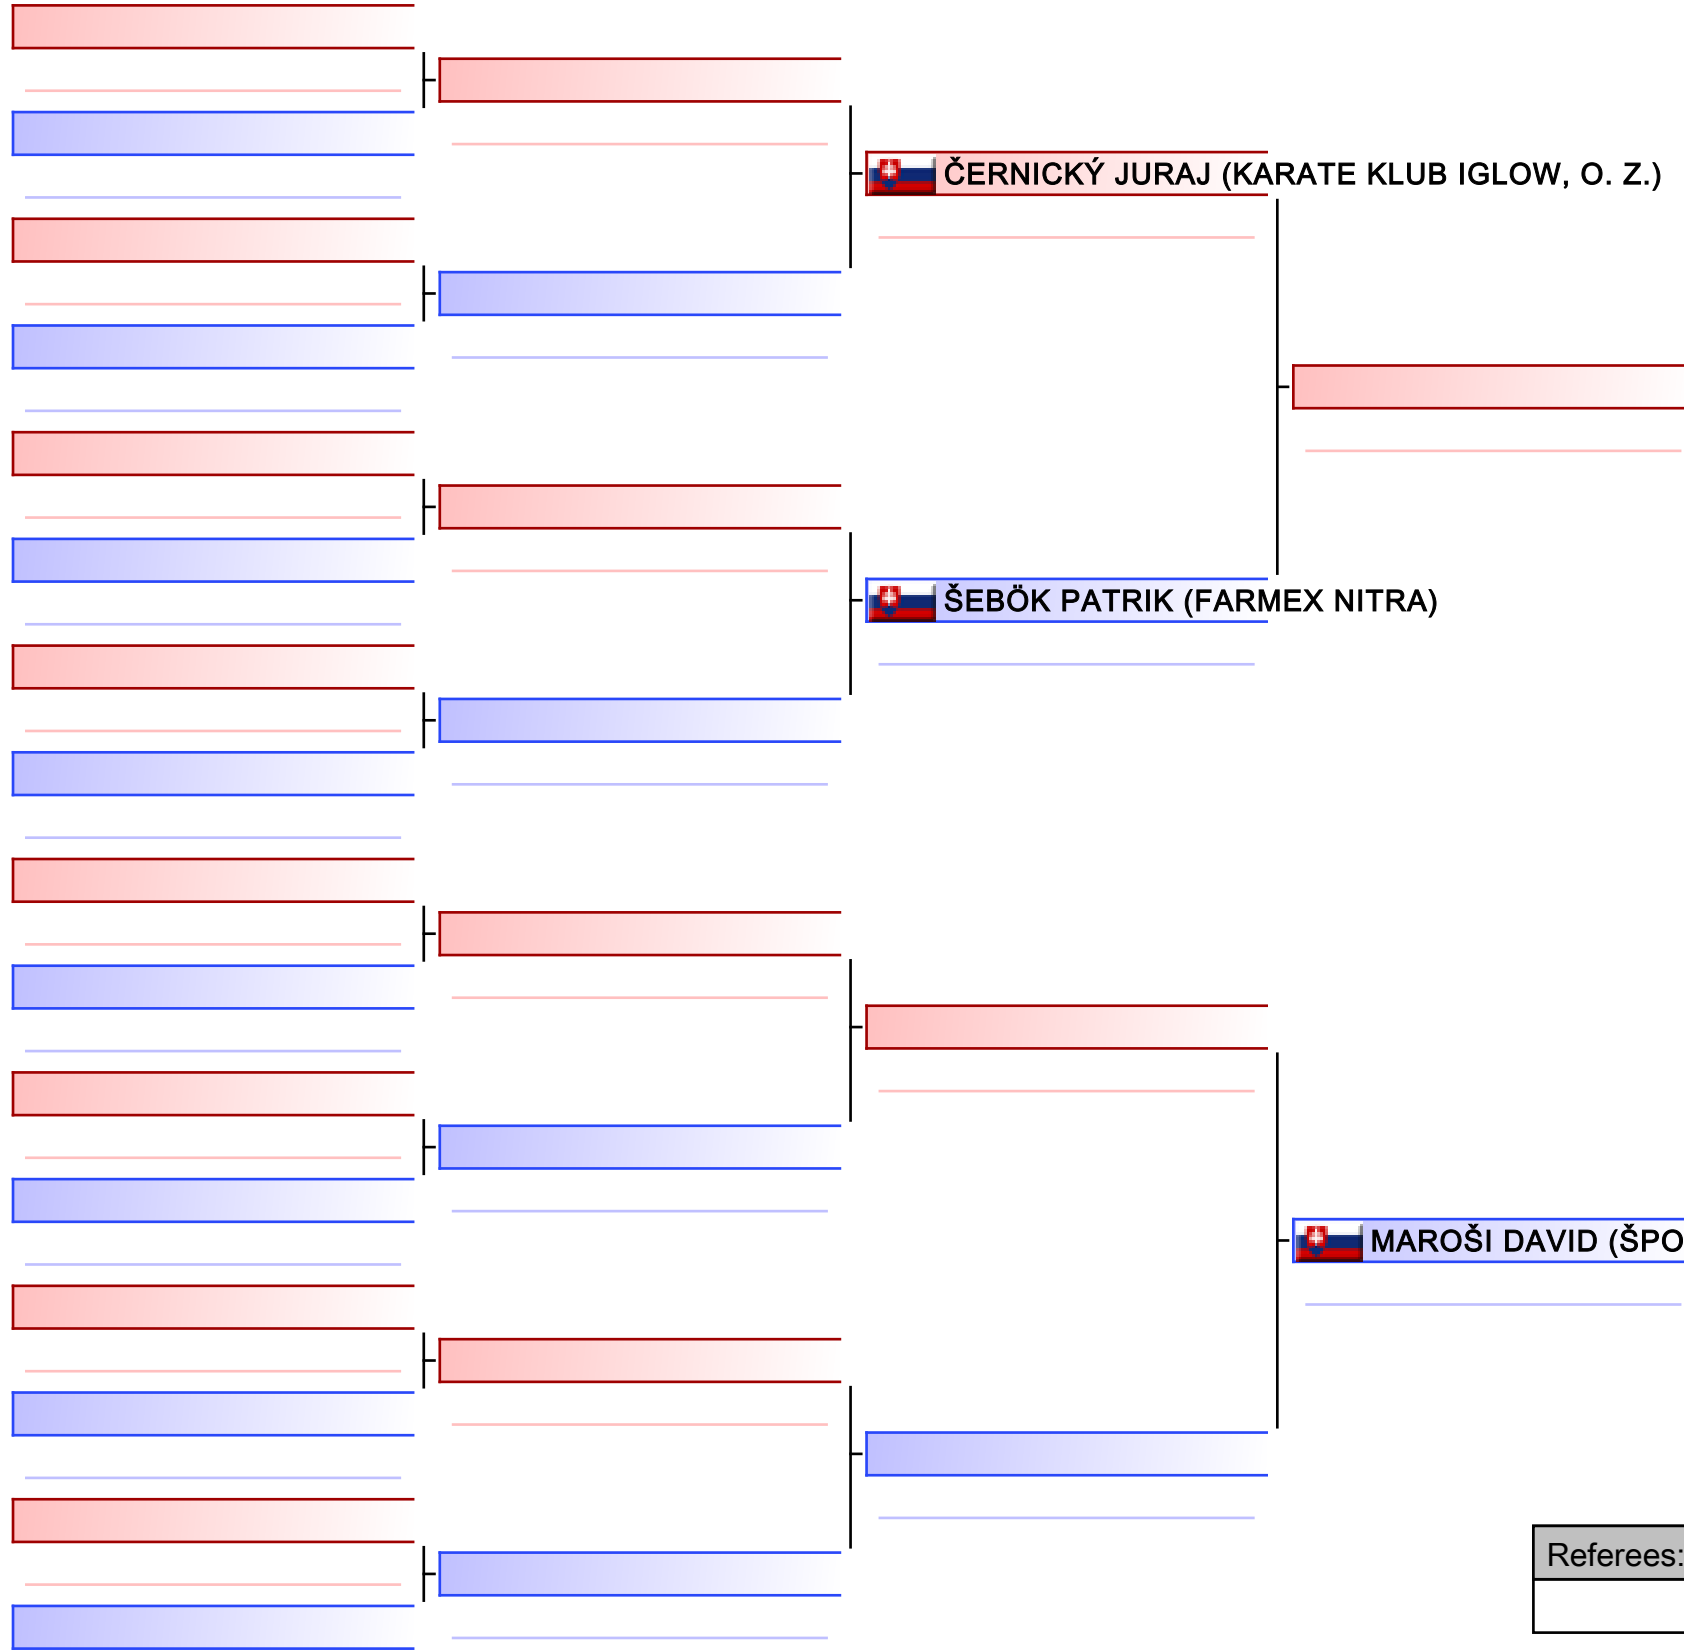 ČERNICKÝ JURAJ (KARATE KLUB IGLOW, O. Z.)
ŠEBÖK PATRIK (FARMEX NITRA)
MAROŠI DAVID (ŠPO
Referees: